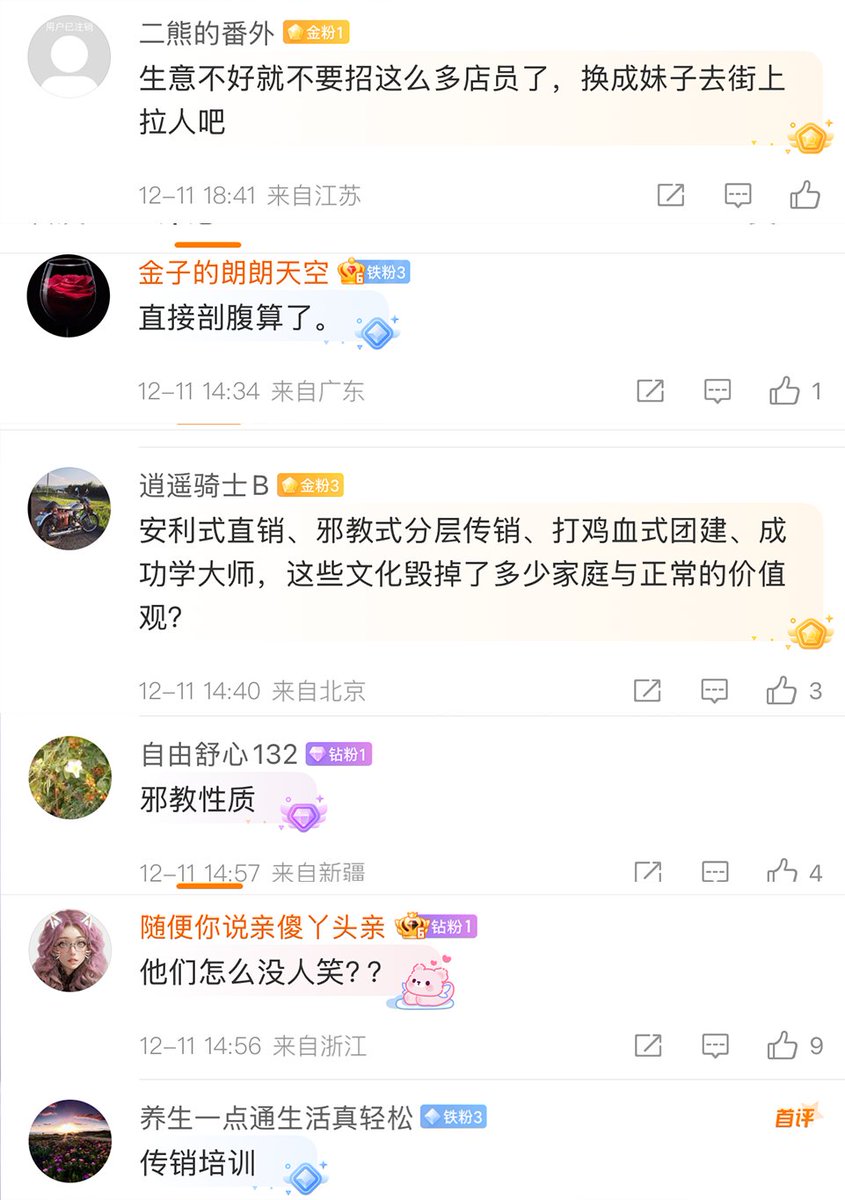 用户已注销
二熊的番外 金粉1
生意不好就不要招这么多店员了，换成妹子去街上
拉人吧
12-11 18:41 来自江苏
金子的朗朗天空 6 铁粉3
直接剖腹算了。
12-11 14:34 来自广东 1
逍遥骑士B 金粉3
安利式直销、邪教式分层传销、打鸡血式团建、成
功学大师，这些文化毁掉了多少家庭与正常的价值
观？
12-11 14:40 来自北京 3
自由舒心132 钻粉1
邪教性质
12-11 14:57 来自新疆 4
随便你说亲傻丫头亲 6 钻粉1
他们怎么没人笑？？
12-11 14:56 来自浙江 9
养生一点通生活真轻松 铁粉3 首评
传销培训